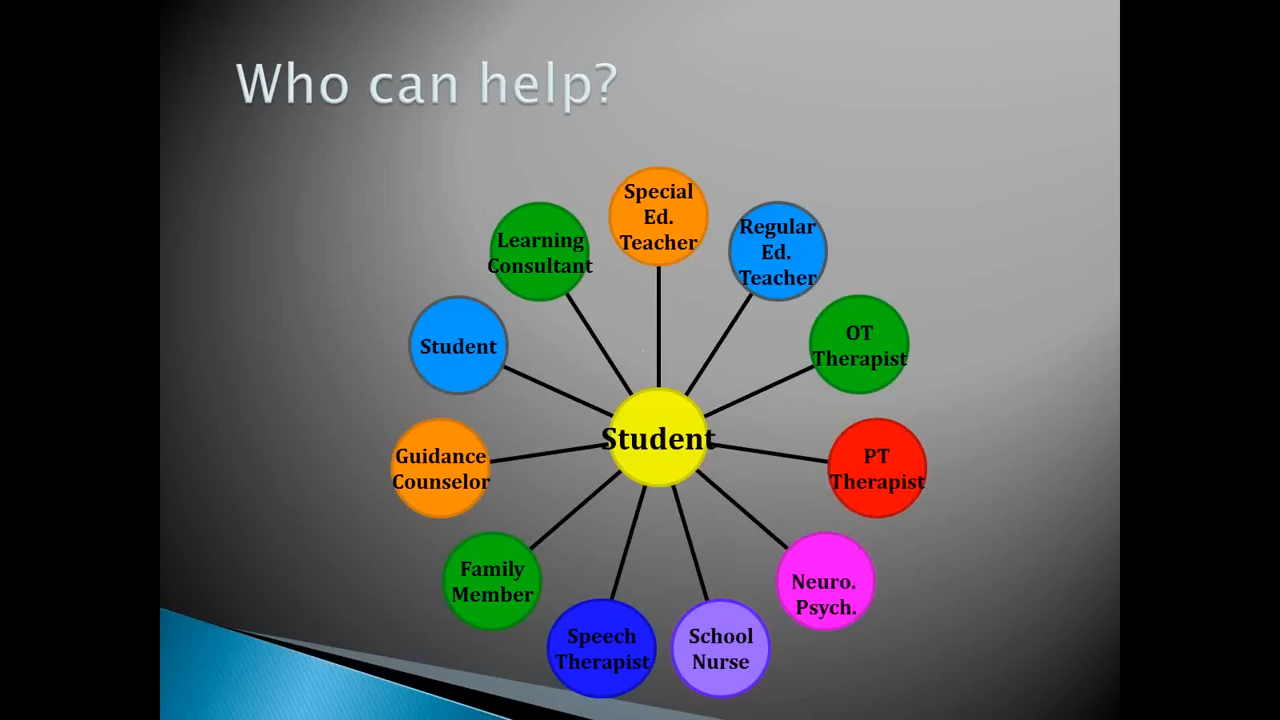 Who can help?
Special
Ed.
Teacher
Regular
Ed.
Teacher
OT
Therapist
PT
Therapist
Neuro.
Psych.
School
Nurse
Speech
Therapist
Family
Member
Guidance
Counselor
Student
Learning
Consultant
Student